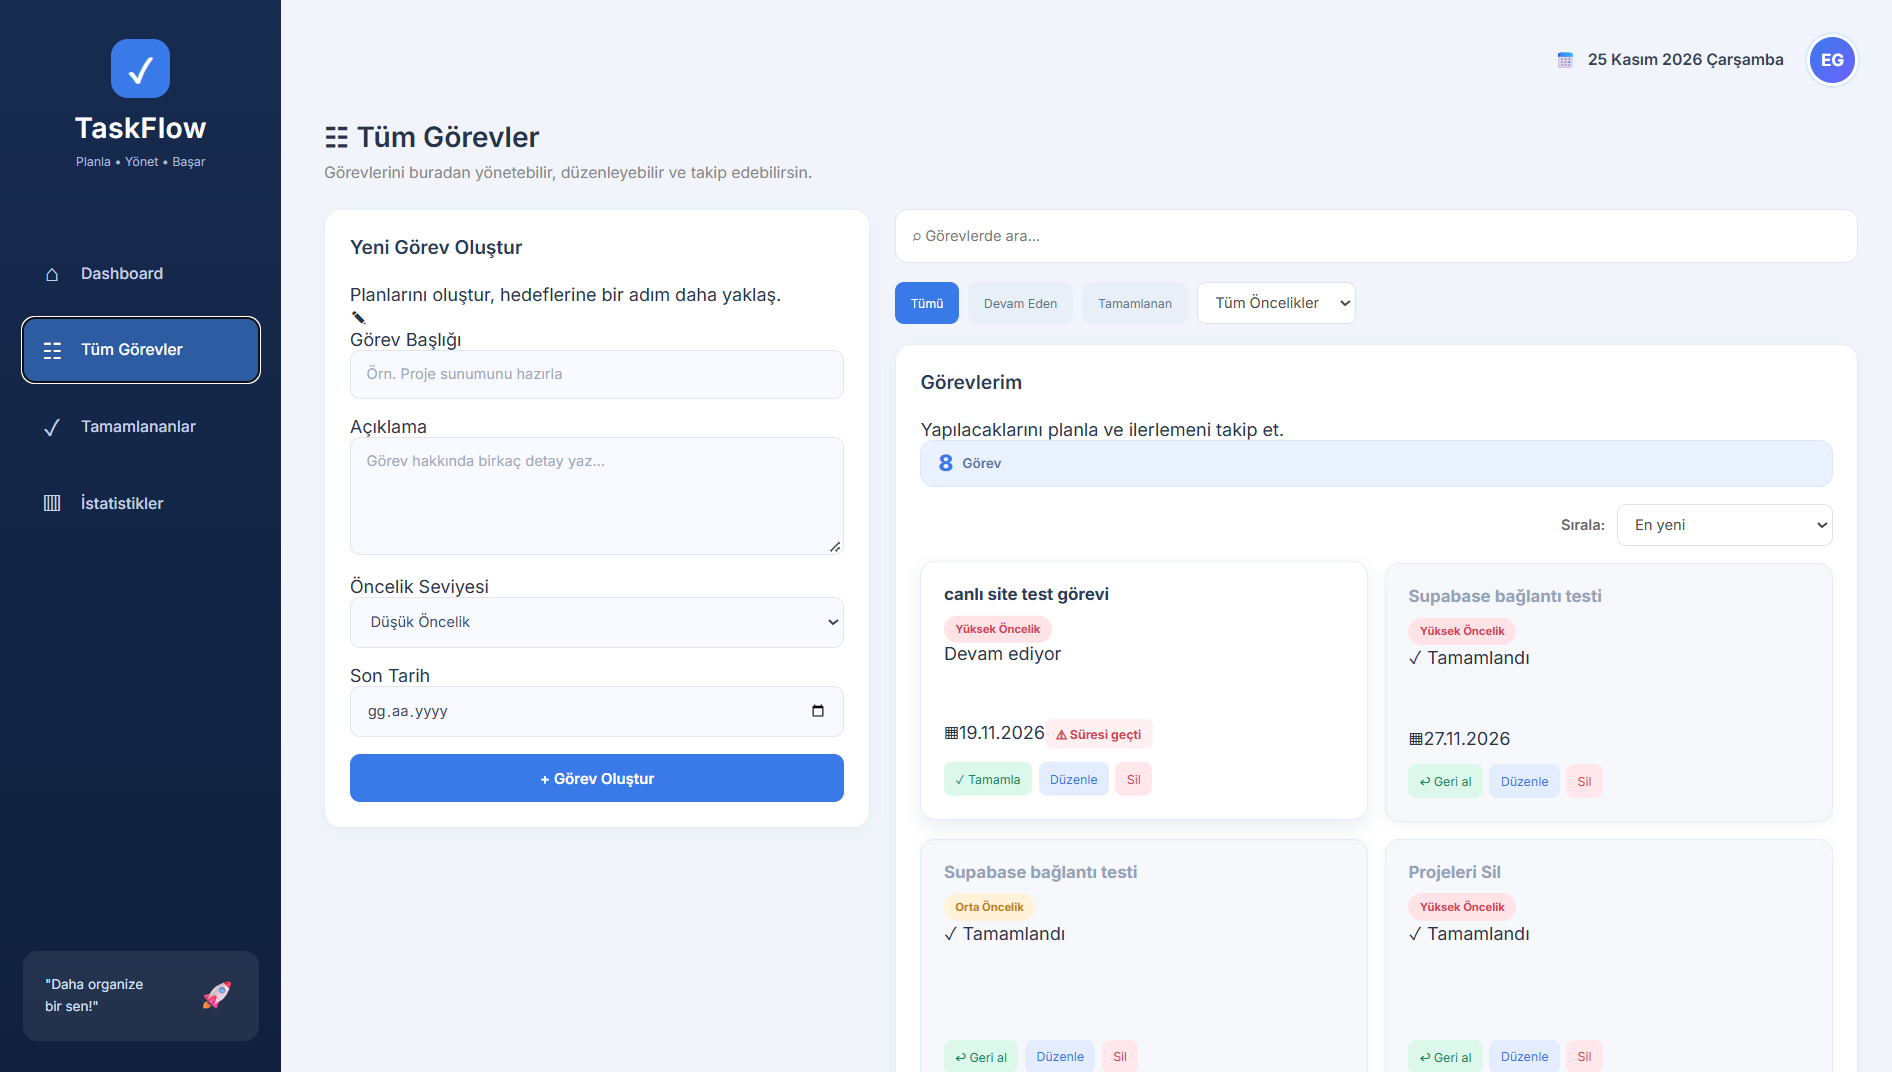 TaskFlow
Planla • Yönet • Başar
Dashboard
Tüm Görevler
Tamamlananlar
İstatistikler
"Daha organize
bir sen!"
25 Kasım 2026 Çarşamba
EG
Tüm Görevler
Görevlerini buradan yönetebilir, düzenleyebilir ve takip edebilirsin.
Yeni Görev Oluştur
Planlarını oluştur, hedeflerine bir adım daha yaklaş.
Görev Başlığı
Örn. Proje sunumunu hazırla
Açıklama
Görev hakkında birkaç detay yaz...
Öncelik Seviyesi
Düşük Öncelik
Son Tarih
gg.aa.yyyy
+ Görev Oluştur
⌕ Görevlerde ara...
Tümü Devam Eden Tamamlanan Tüm Öncelikler
Görevlerim
Yapılacaklarını planla ve ilerlemeni takip et.
8 Görev
Sırala: En yeni
canlı site test görevi
Yüksek Öncelik
Devam ediyor
▦19.11.2026 ⚠ Süresi geçti
✓ Tamamla Düzenle Sil
Supabase bağlantı testi
Yüksek Öncelik
✓ Tamamlandı
▦27.11.2026
↩ Geri al Düzenle Sil
Supabase bağlantı testi
Orta Öncelik
✓ Tamamlandı
↩ Geri al Düzenle Sil
Projeleri Sil
Yüksek Öncelik
✓ Tamamlandı
↩ Geri al Düzenle Sil